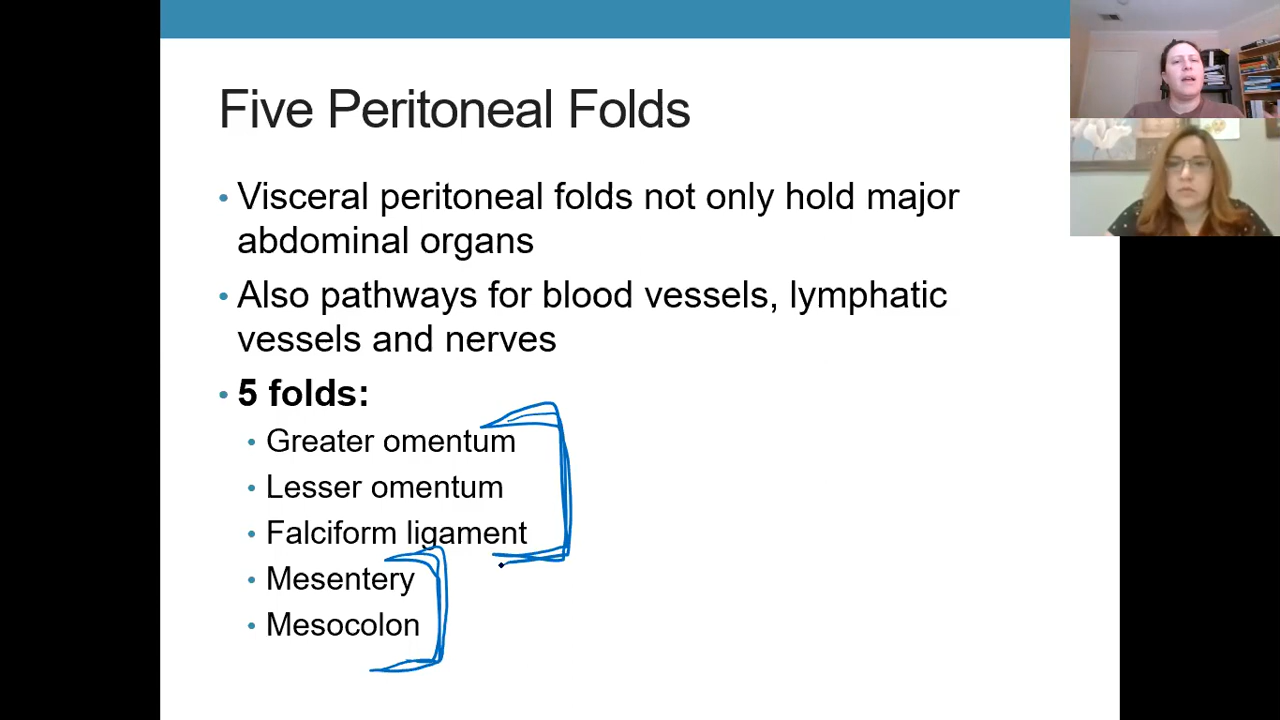 Five Peritoneal Folds
• Visceral peritoneal folds not only hold major
abdominal organs
• Also pathways for blood vessels, lymphatic
vessels and nerves
• 5 folds:
• Greater omentum
• Lesser omentum
• Falciform ligament
• Mesentery
• Mesocolon